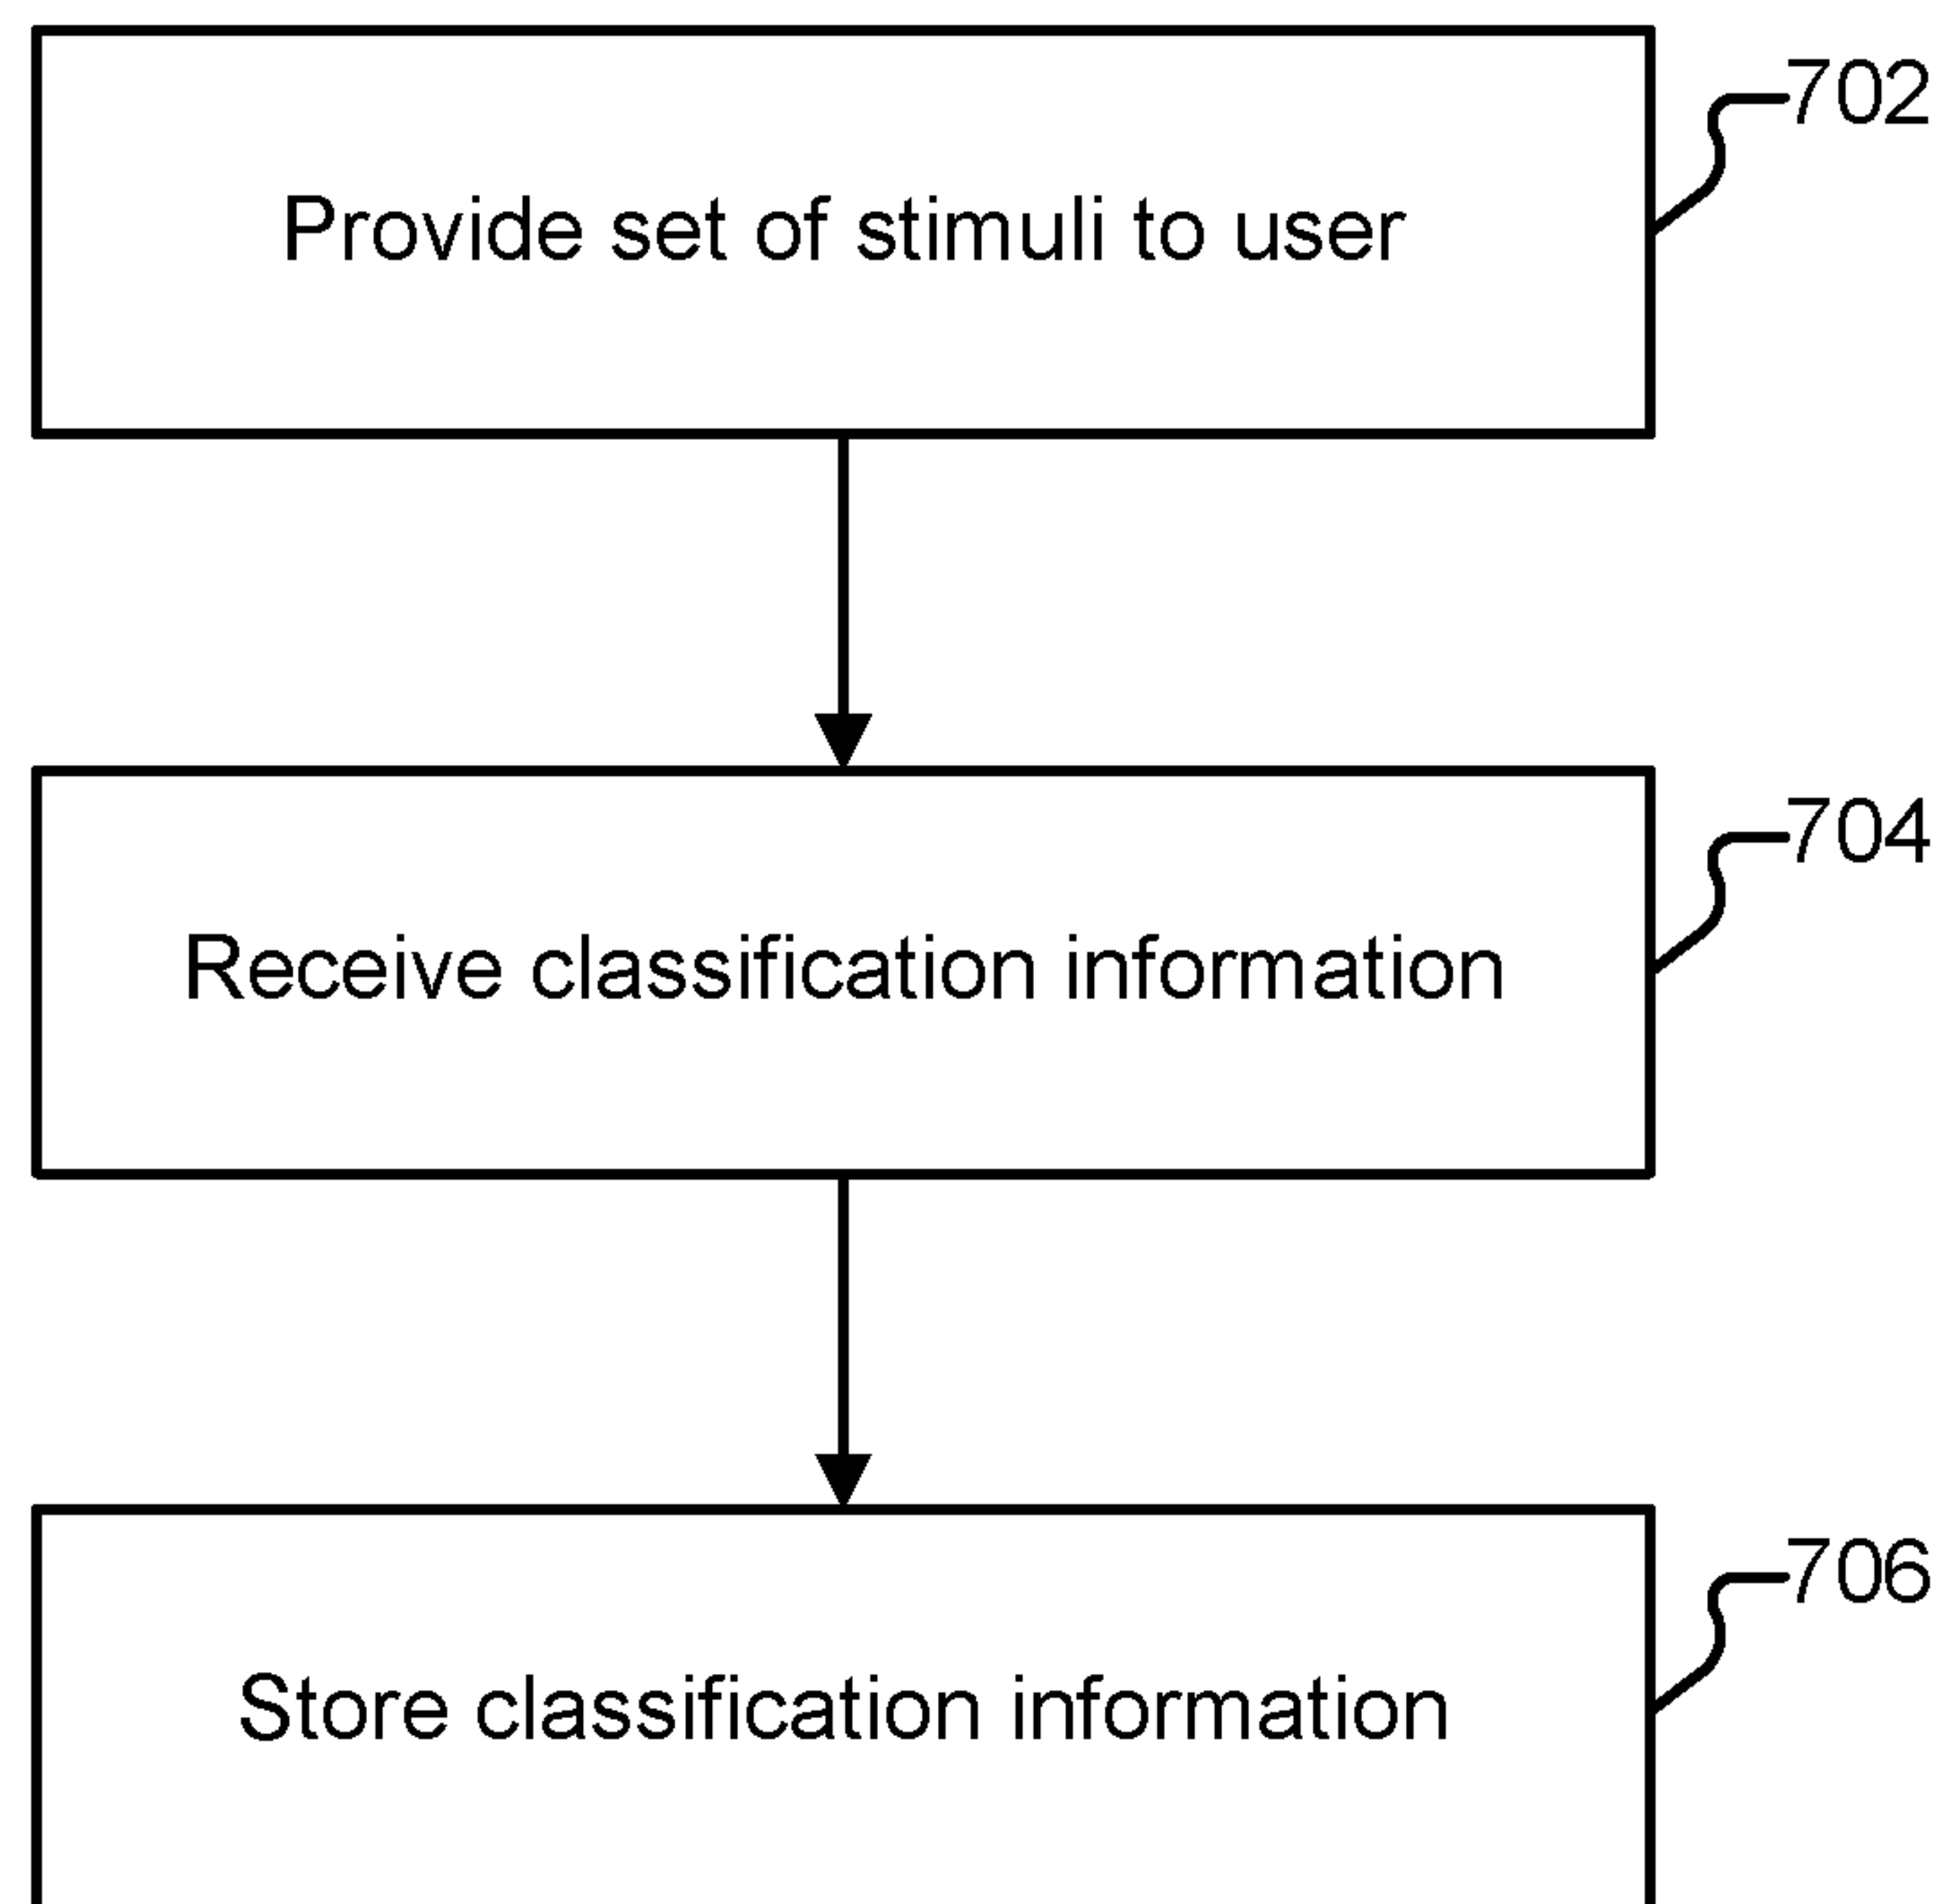 702
Provide set of stimuli to user
704
Receive classification information
706
Store classification information